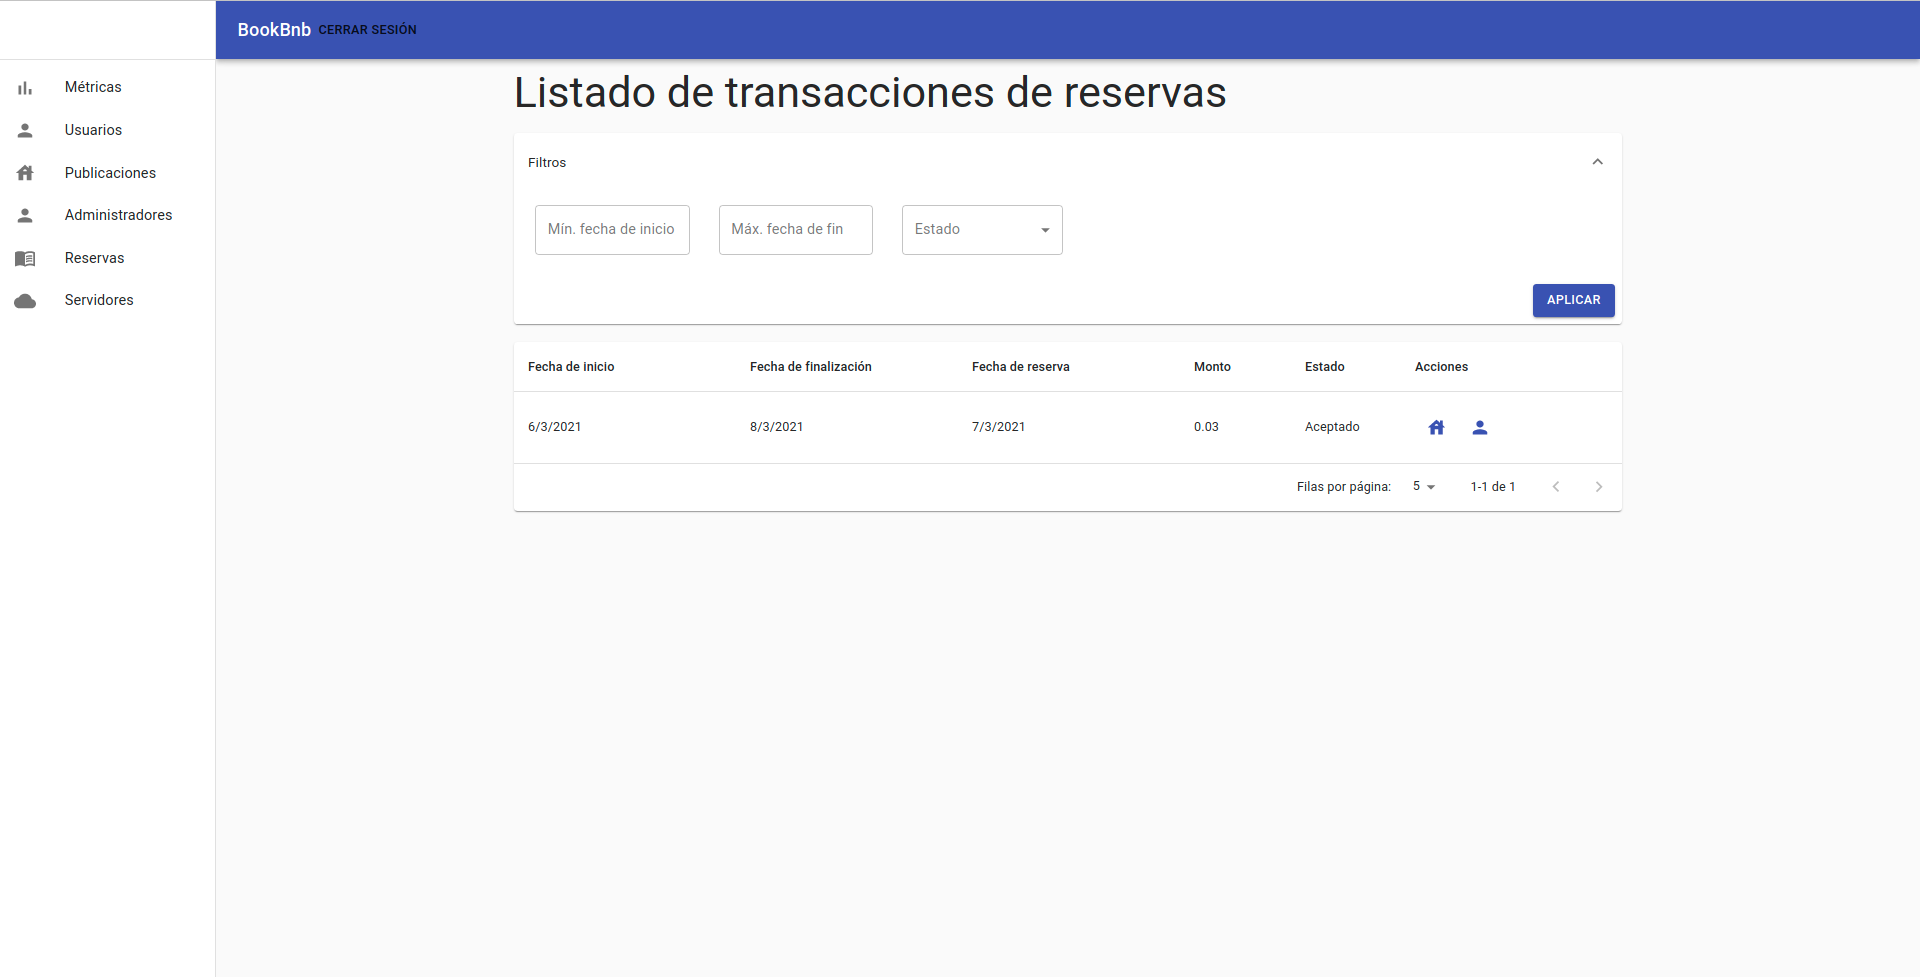 BookBnb CERRAR SESIÓN
Métricas
Usuarios
Publicaciones
Administradores
Reservas
Servidores
Listado de transacciones de reservas
Filtros
Mín. fecha de inicio Máx. fecha de fin Estado
APLICAR
Fecha de inicio Fecha de finalización Fecha de reserva Monto Estado Acciones
6/3/2021 8/3/2021 7/3/2021 0.03 Aceptado
Filas por página: 5 1-1 de 1